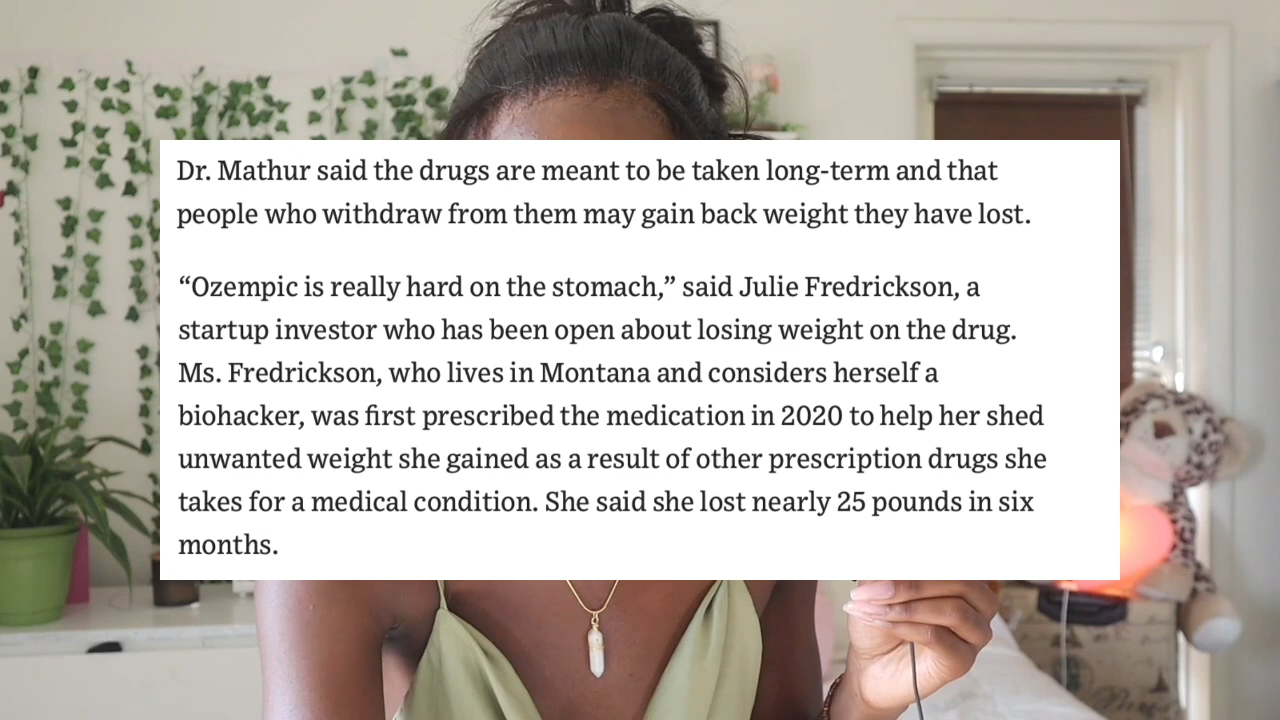 Dr. Mathur said the drugs are meant to be taken long-term and that
people who withdraw from them may gain back weight they have lost.
“Ozempic is really hard on the stomach,” said Julie Fredrickson, a
startup investor who has been open about losing weight on the drug.
Ms. Fredrickson, who lives in Montana and considers herself a
biohacker, was first prescribed the medication in 2020 to help her shed
unwanted weight she gained as a result of other prescription drugs she
takes for a medical condition. She said she lost nearly 25 pounds in six
months.